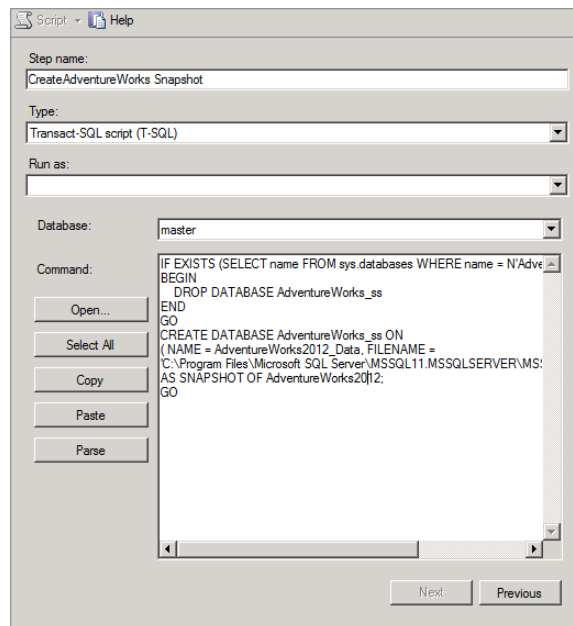 Script Help
Step name:
CreateAdventureWorks Snapshot
Type:
Transact-SQL script (T-SQL)
Run as:
Database:
master
Command:
IF EXISTS (SELECT name FROM sys.databases WHERE name = N'Adve
BEGIN
DROP DATABASE AdventureWorks_ss
END
GO
CREATE DATABASE AdventureWorks_ss ON
( NAME = AdventureWorks2012_Data, FILENAME =
'C:\Program Files\Microsoft SQL Server\MSSQL11.MSSQLSERVER\MSS
AS SNAPSHOT OF AdventureWorks2012;
GO
Open...
Select All
Copy
Paste
Parse
Next Previous